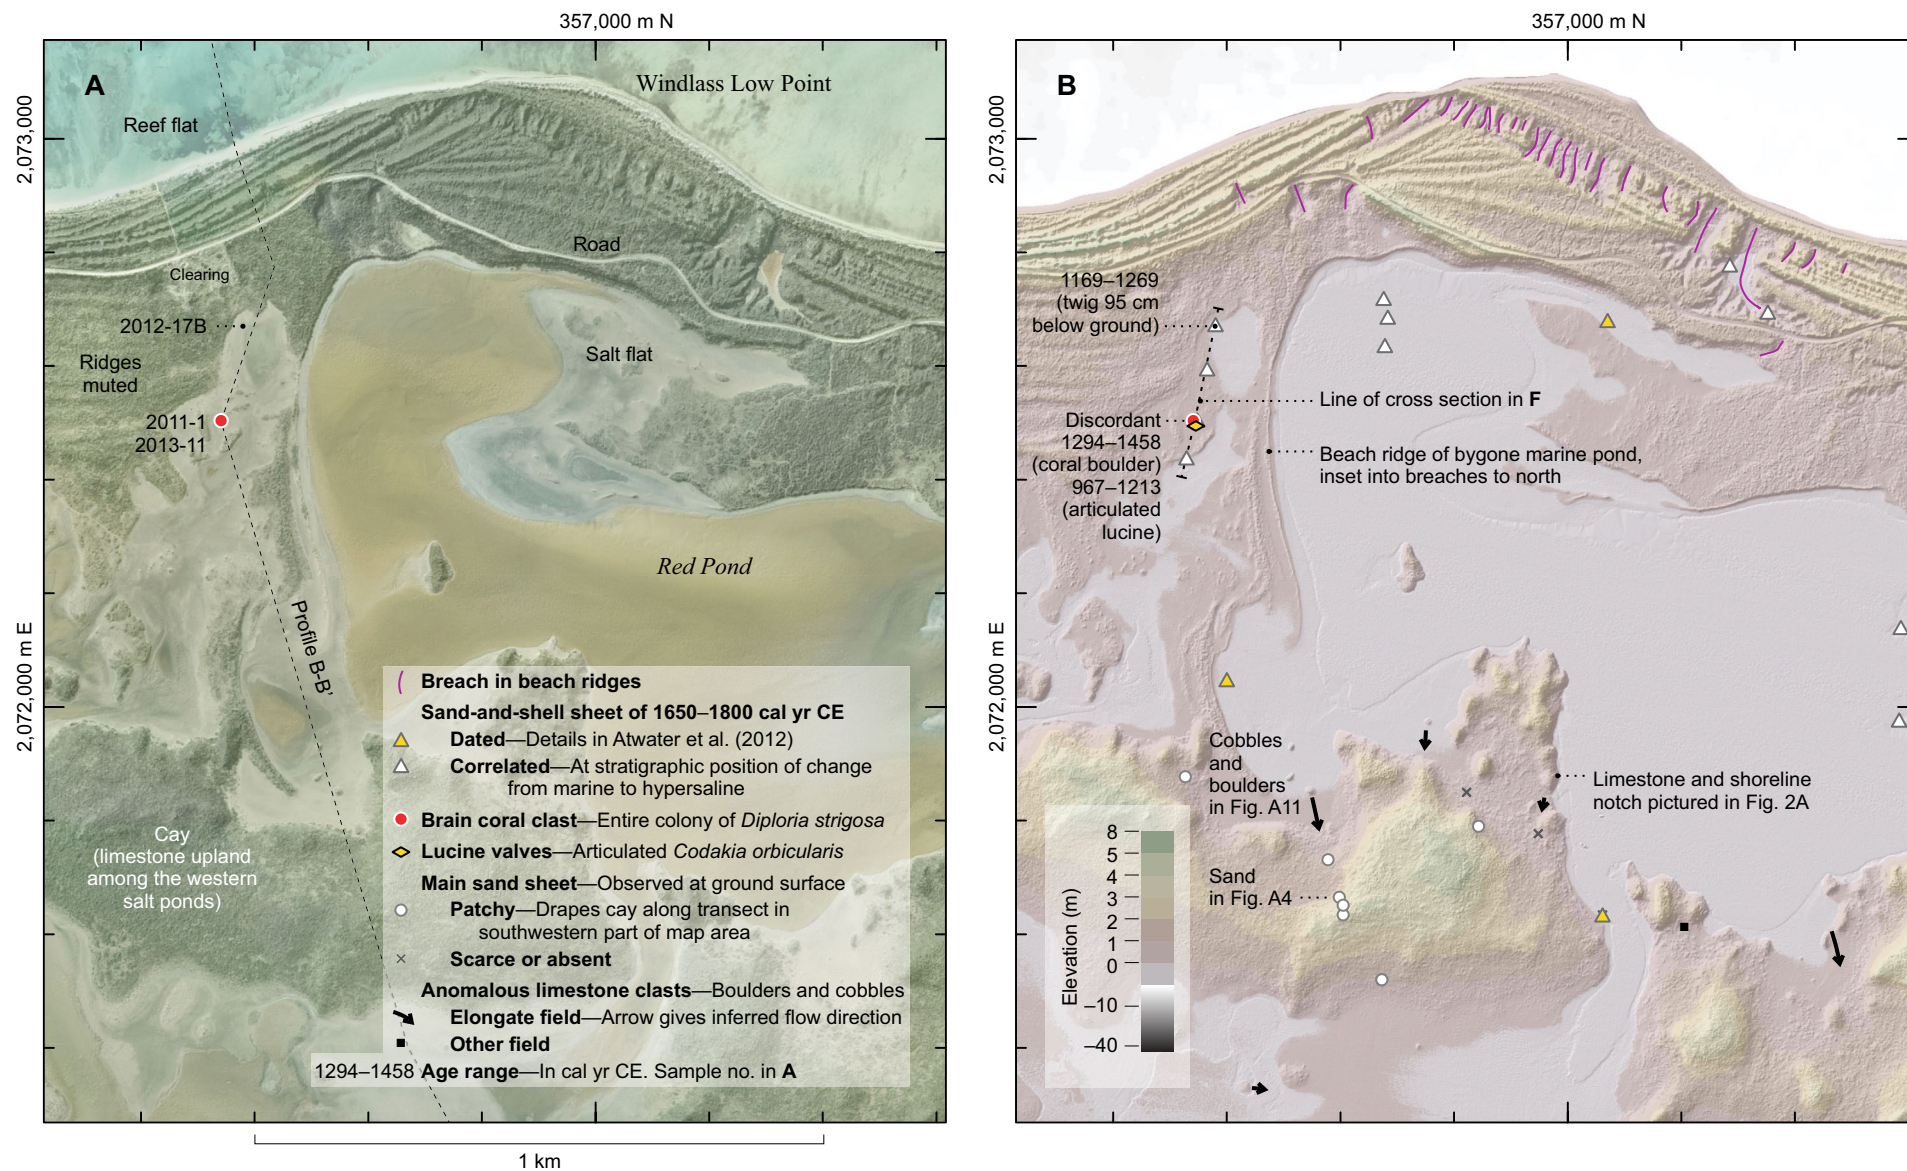 357,000 m N
A
Windlass Low Point
Reef flat
2,073,000
Road
Clearing
2012-17B
Ridges
muted
Salt flat
2011-1
2013-11
Red Pond
Profile B-B'
2,072,000 m E
Cay
(limestone upland
among the western
salt ponds)
Breach in beach ridges
Sand-and-shell sheet of 1650–1800 cal yr CE
Dated—Details in Atwater et al. (2012)
Correlated—At stratigraphic position of change
from marine to hypersaline
Brain coral clast—Entire colony of Diploria strigosa
Lucine valves—Articulated Codakia orbicularis
Main sand sheet—Observed at ground surface
Patchy—Drapes cay along transect in
southwestern part of map area
Scarce or absent
Anomalous limestone clasts—Boulders and cobbles
Elongate field—Arrow gives inferred flow direction
Other field
1294–1458 Age range—In cal yr CE. Sample no. in A
1 km
357,000 m N
B
2,073,000
1169–1269
(twig 95 cm
below ground)
Line of cross section in F
Discordant
1294–1458
(coral boulder)
967–1213
(articulated
lucine)
Beach ridge of bygone marine pond,
inset into breaches to north
2,072,000 m E
Cobbles
and
boulders
in Fig. A11
Limestone and shoreline
notch pictured in Fig. 2A
Sand
in Fig. A4
Elevation (m)
8
5
4
3
2
1
0
–10
–40